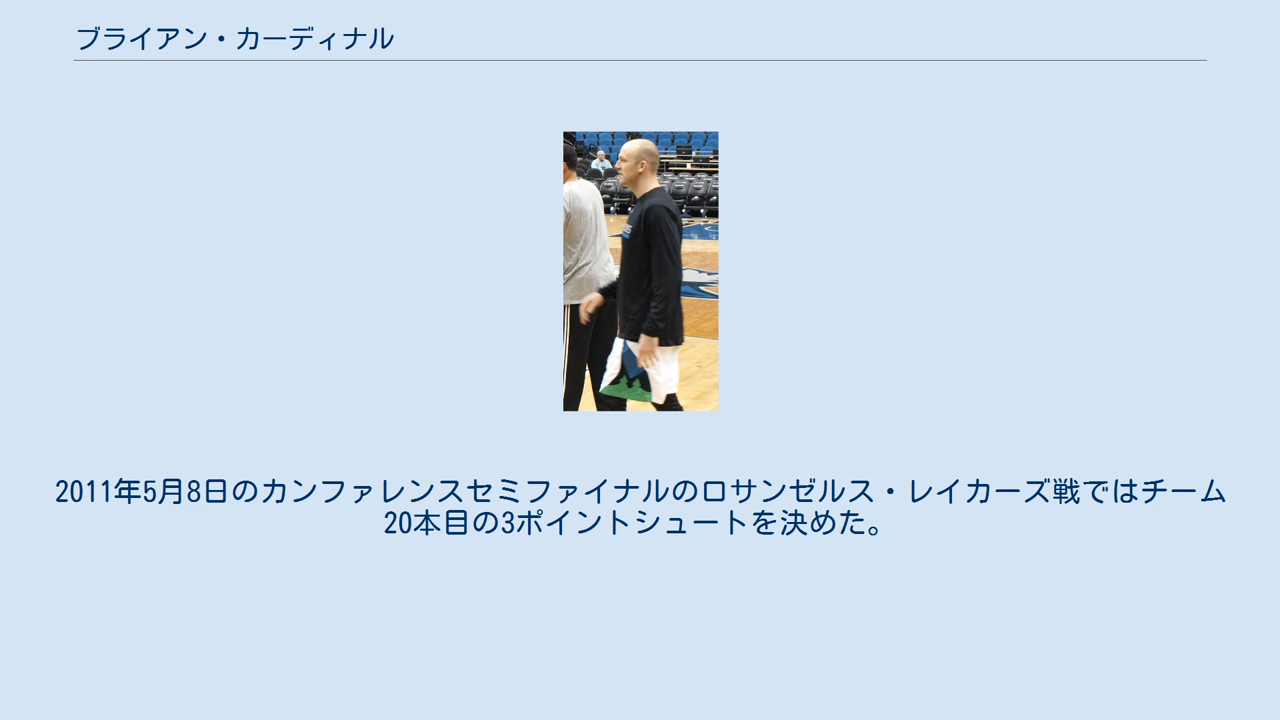 ブライアン・カーディナル
2011年5月8日のカンファレンスセミファイナルのロサンゼルス・レイカーズ戦ではチーム
20本目の3ポイントシュートを決めた。